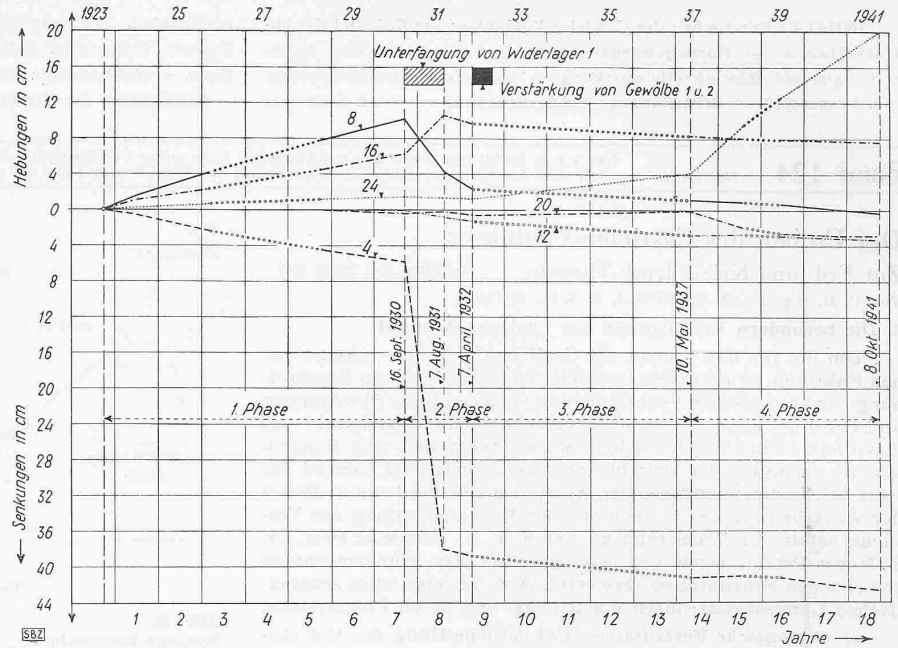 1923 25 27 29 31 33 35 37 39 1941
20
16
12
8
4
0
4
8
12
16
20
24
28
32
36
40
44
Hebungen in cm
Senkungen in cm
Unterfangung von Widerlager 1
Verstärkung von Gewölbe 1 u. 2
8
16
24
20
12
4
16 Sept. 1930
7. Aug. 1931
7. April 1932
10. Mai 1937
8. Okt. 1941
1. Phase 2. Phase 3. Phase 4. Phase
1 2 3 4 5 6 7 8 9 10 11 12 13 14 15 16 17 18
SBZ
Jahre